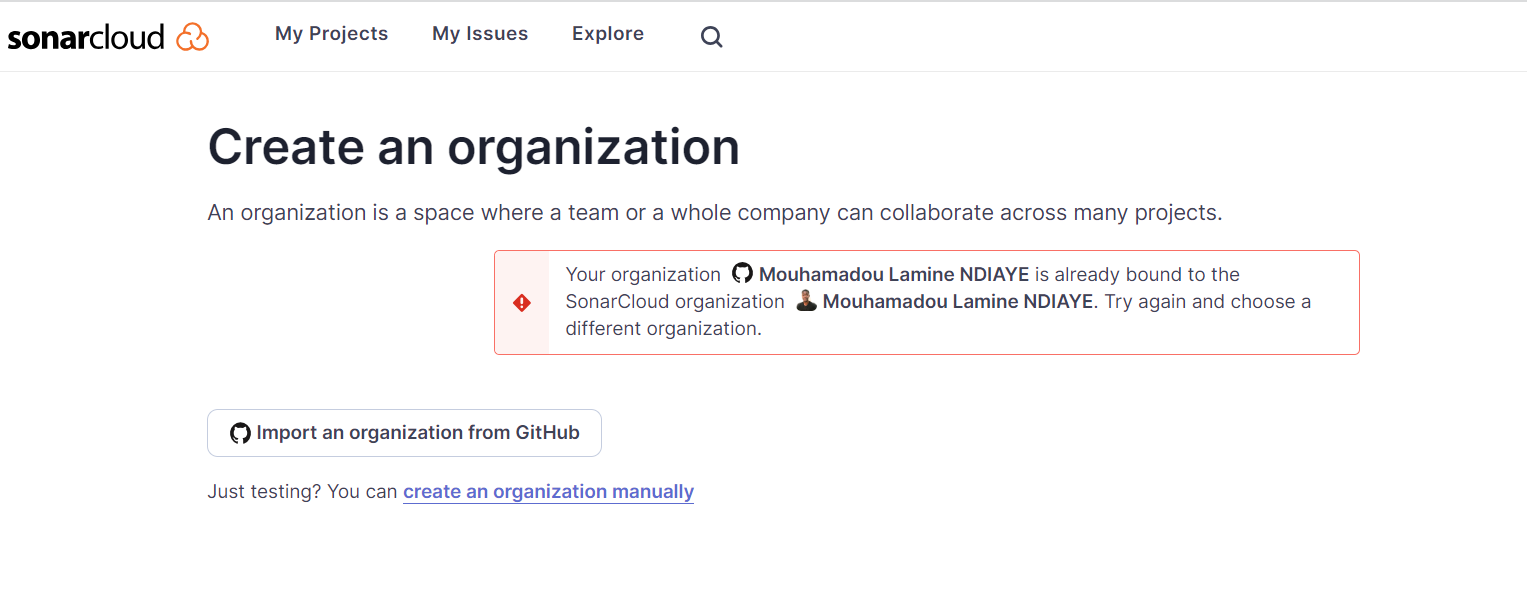 sonarcloud My Projects My Issues Explore
Create an organization
An organization is a space where a team or a whole company can collaborate across many projects.
Your organization Mouhamadou Lamine NDIAYE is already bound to the
SonarCloud organization Mouhamadou Lamine NDIAYE. Try again and choose a
different organization.
Import an organization from GitHub
Just testing? You can create an organization manually